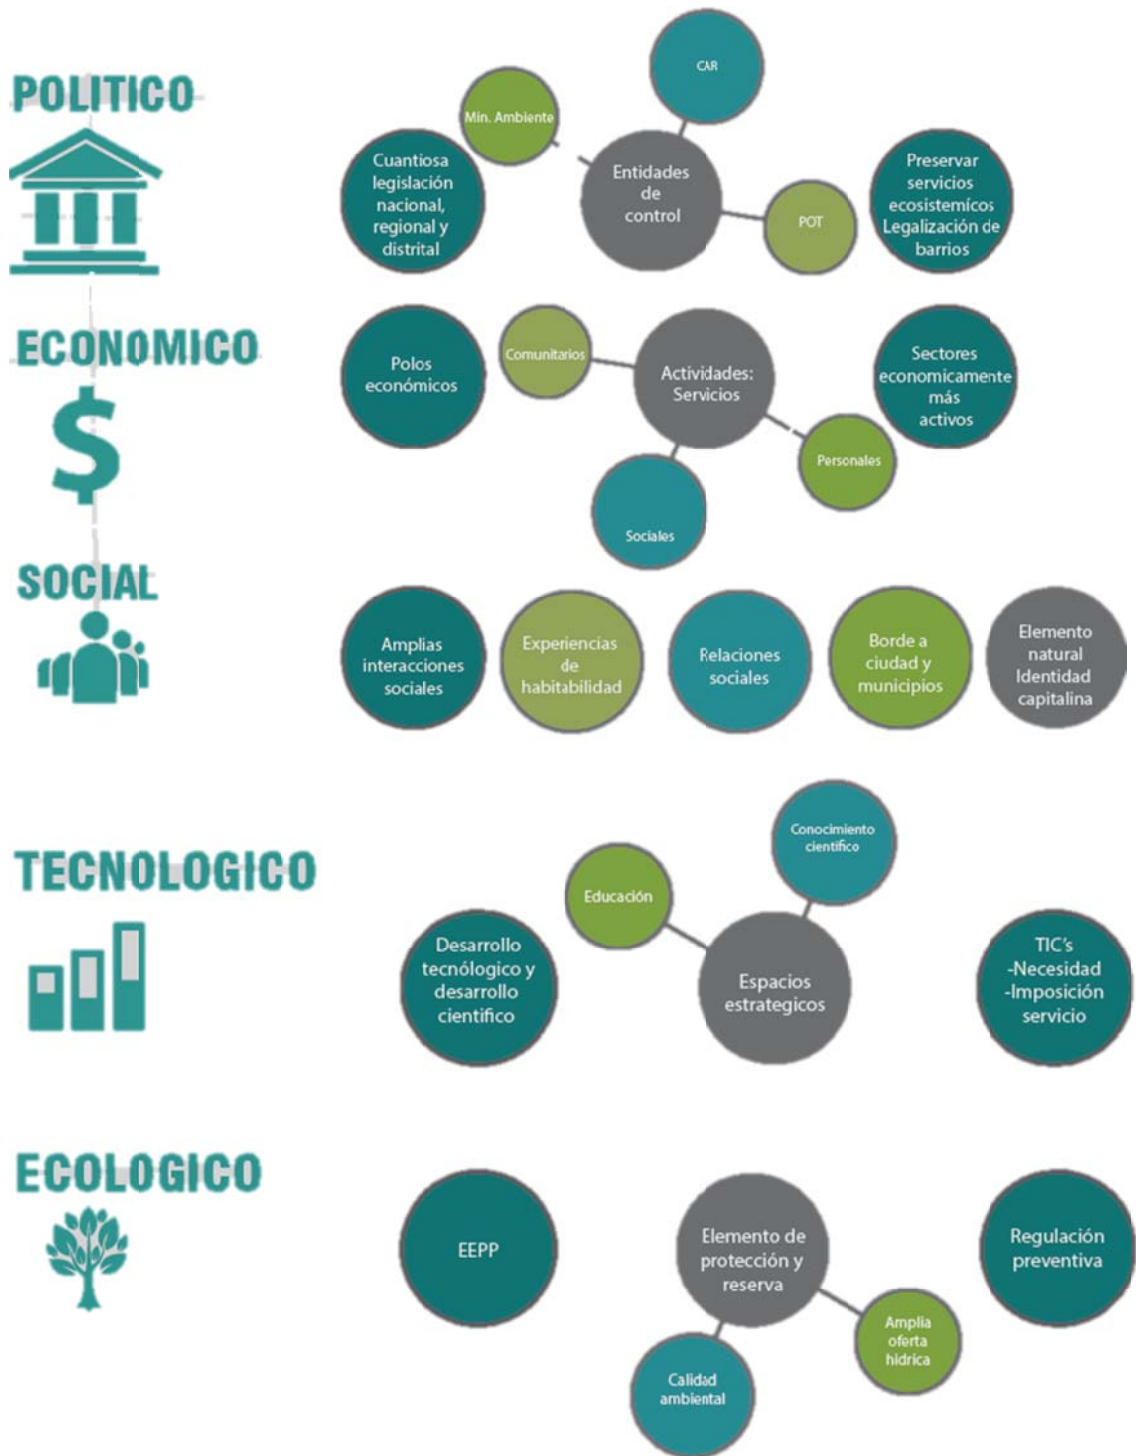 POLITICO
Cuantiosa
legislación
nacional,
regional y
distrital
Min. Ambiente
CAR
Entidades
de
control
POT
Preservar
servicios
ecosistemícos
Legalización de
barrios
ECONOMICO
$
Polos
económicos
Comunitarios
Actividades:
Servicios
Sociales
Personales
Sectores
economicamente
más
activos
SOCIAL
Amplias
interacciones
sociales
Experiencias
de
habitabilidad
Relaciones
sociales
Borde a
ciudad y
municipios
Elemento
natural
Identidad
capitalina
TECNOLOGICO
Desarrollo
tecnólogico y
desarrollo
cientifico
Educación
Conocimiento
científico
Espacios
estrategicos
TIC's
-Necesidad
-Imposición
servicio
ECOLOGICO
EEPP
Elemento de
protección y
reserva
Calidad
ambiental
Amplia
oferta
hídrica
Regulación
preventiva